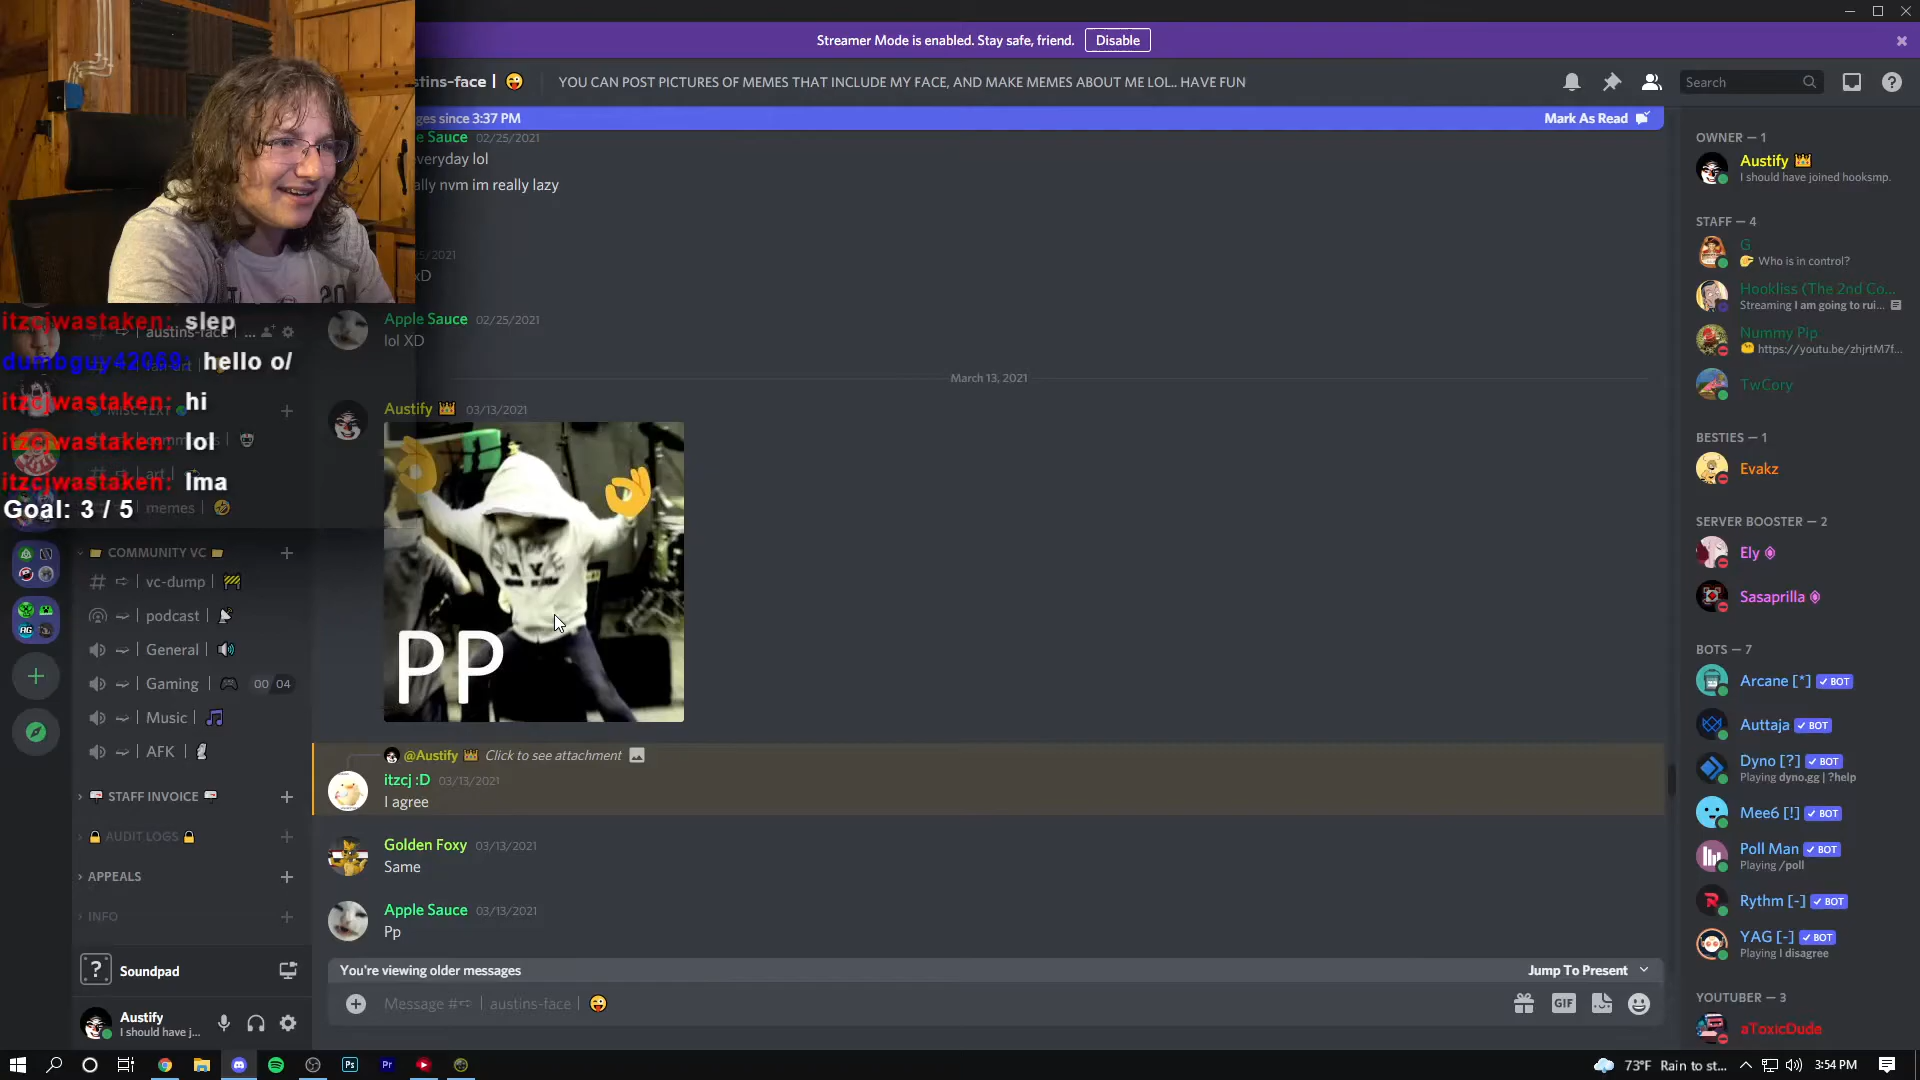 Streamer Mode is enabled. Stay safe, friend. Disable
stins-face | YOU CAN POST PICTURES OF MEMES THAT INCLUDE MY FACE, AND MAKE MEMES ABOUT ME LOL.. HAVE FUN
Search
ges since 3:37 PM Mark As Read
e Sauce 02/25/2021
everyday lol
ally nvm im really lazy
5/2021
xD
Apple Sauce 02/25/2021
lol XD
March 13, 2021
Austify 03/13/2021
PP
@Austify Click to see attachment
itzcj :D 03/13/2021
I agree
Golden Foxy 03/13/2021
Same
Apple Sauce 03/13/2021
Pp
You're viewing older messages Jump To Present
Message # | austins-face |
GIF
itzcjwastaken: slep
austins-face | ...
dumbguy42069: hello o/
itzcjwastaken: hi
MISC TEXT
itzcjwastaken: lol
art
itzcjwastaken: lma
Goal: 3 / 5
memes
COMMUNITY VC
vc-dump |
podcast |
General |
Gaming | 00 04
Music |
AFK |
STAFF INVOICE
AUDIT LOGS
APPEALS
INFO
Soundpad
Austify
I should have j...
OWNER — 1
Austify
I should have joined hooksmp.
STAFF — 4
G
Who is in control?
Hookliss (The 2nd Co...
Streaming I am going to rui...
Nummy Pip
https://youtu.be/zhjrtM7f...
TwCory
BESTIES — 1
Evakz
SERVER BOOSTER — 2
Ely
Sasaprilla
BOTS — 7
Arcane [*] BOT
Auttaja BOT
Dyno [?] BOT
Playing dyno.gg | ?help
Mee6 [!] BOT
Poll Man BOT
Playing /poll
Rythm [-] BOT
YAG [-] BOT
Playing I disagree
YOUTUBER — 3
aToxicDude
Ps
Pr
73°F Rain to st...
3:54 PM